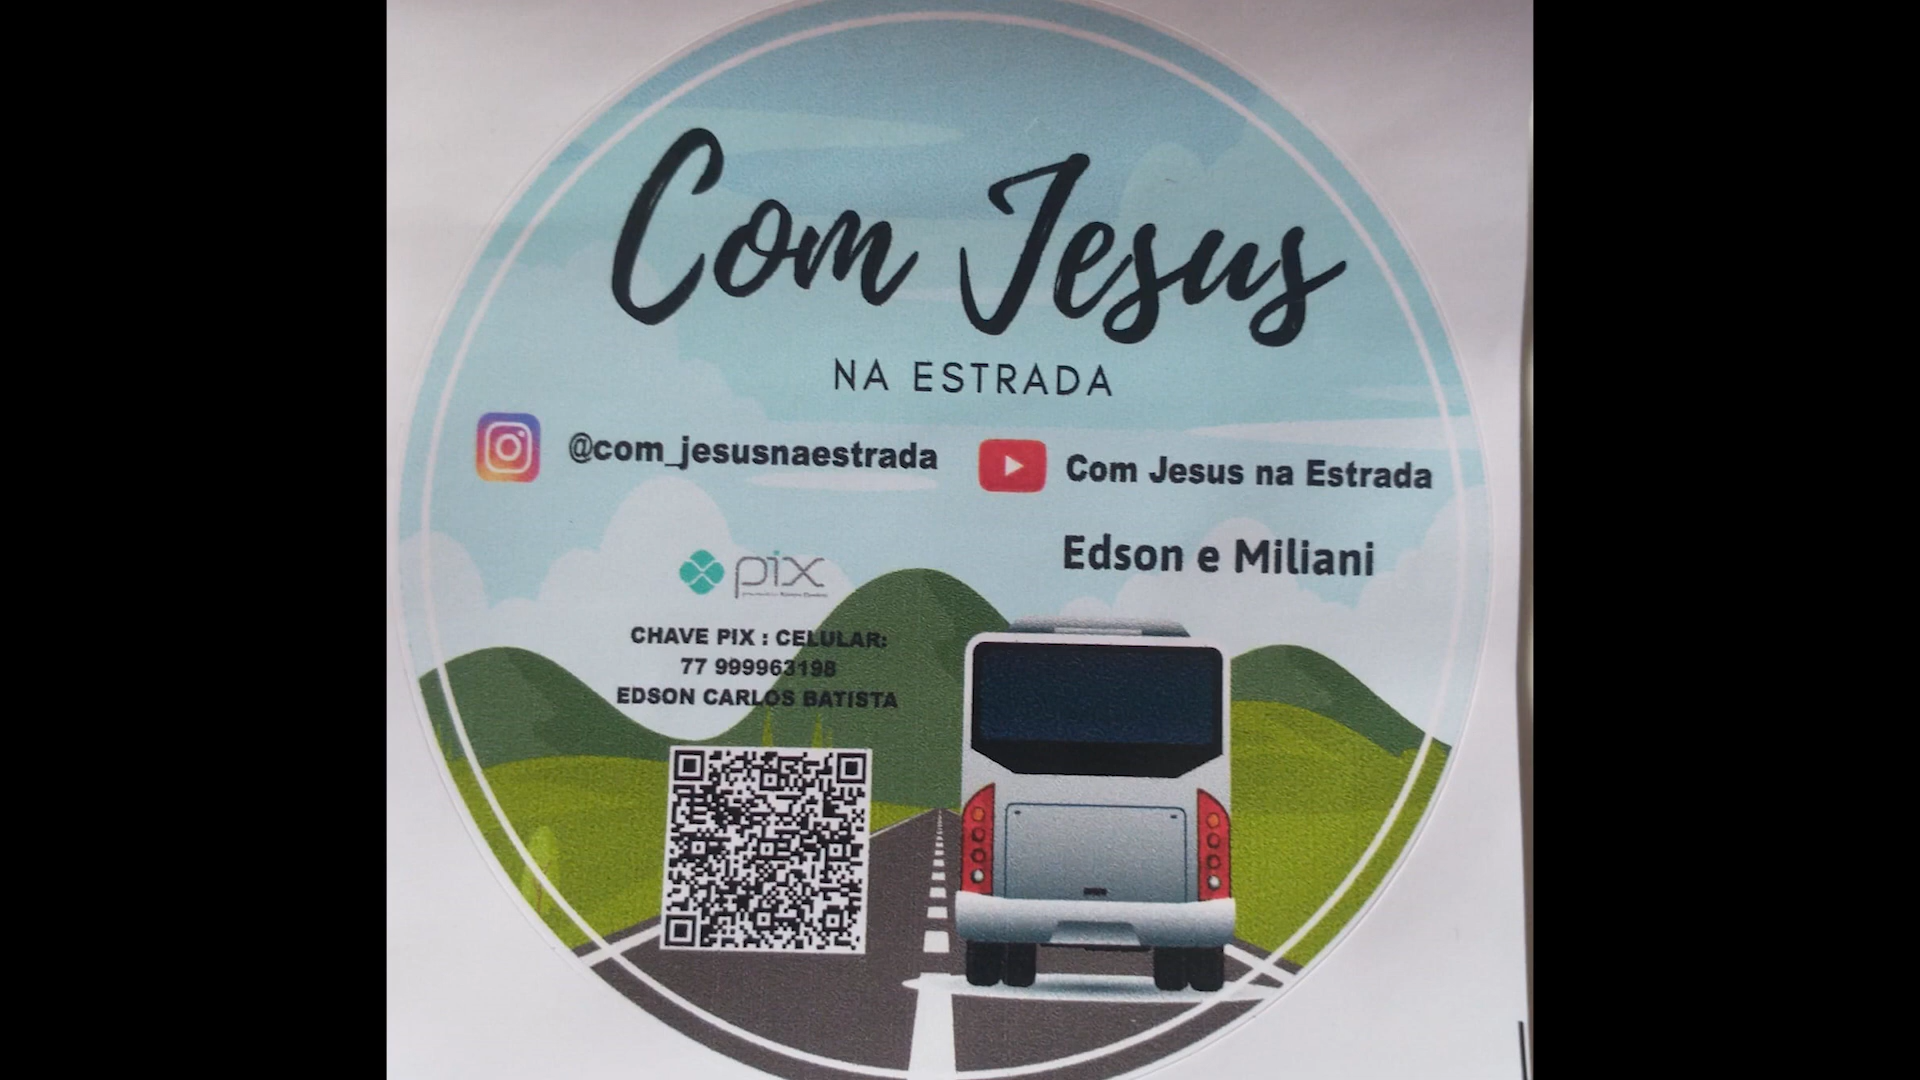 Com Jesus
NA ESTRADA
@com_jesusnaestrada
Com Jesus na Estrada
Edson e Miliani
pix
CHAVE PIX : CELULAR:
77 999963198
EDSON CARLOS BATISTA